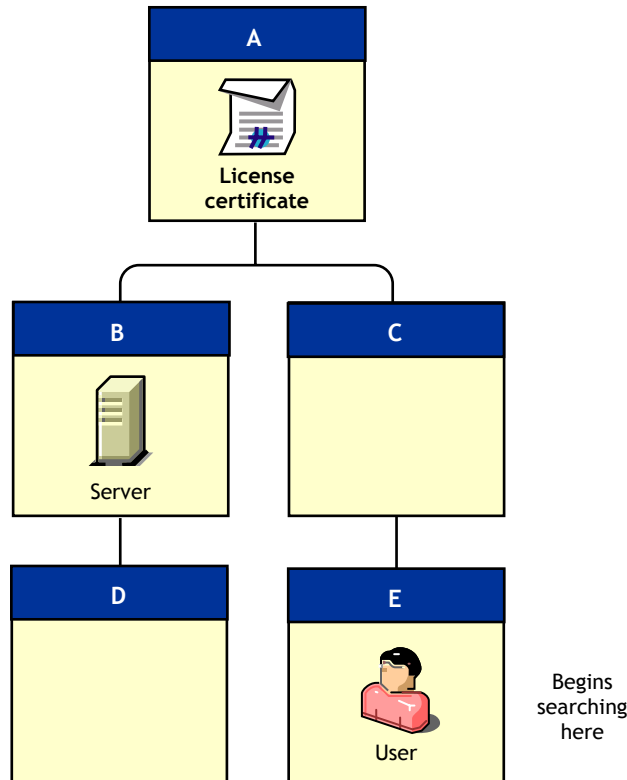 A
License
certificate
B
C
Server
D
E
User
Begins
searching
here